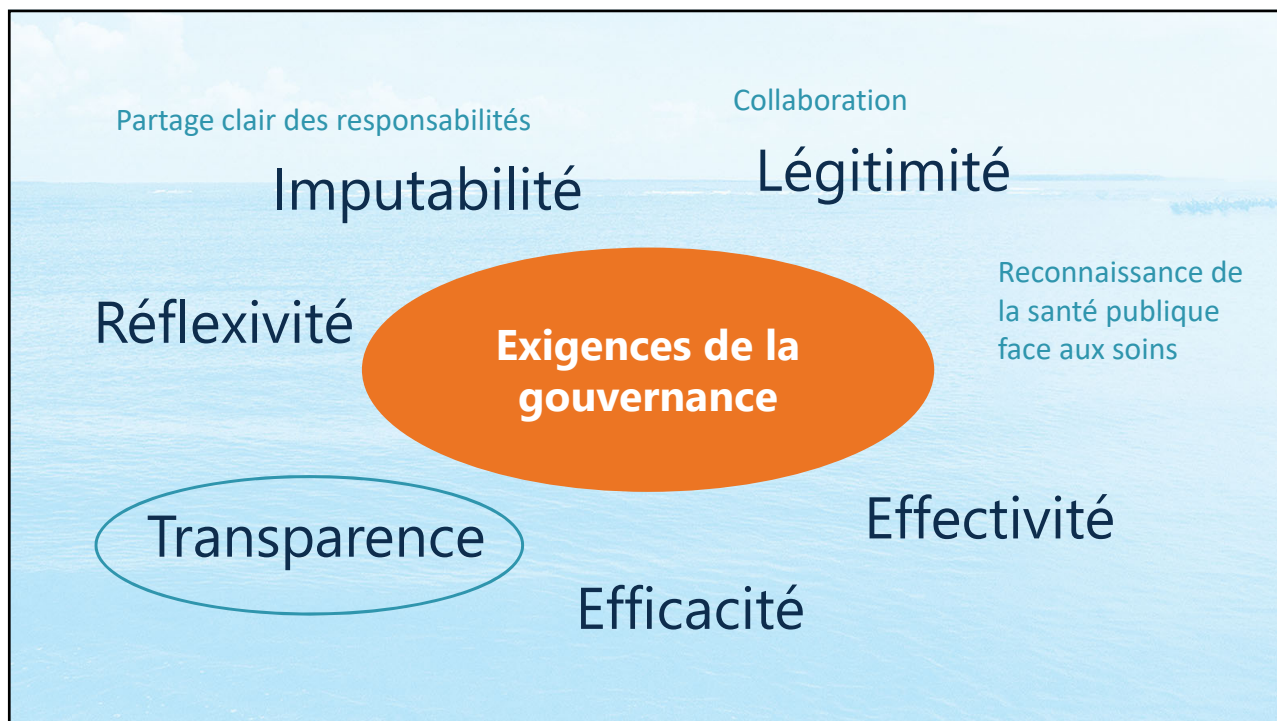 Partage clair des responsabilités
Collaboration
Imputabilité
Légitimité
Réflexivité
Exigences de la
gouvernance
Reconnaissance de
la santé publique
face aux soins
Transparence
Effectivité
Efficacité